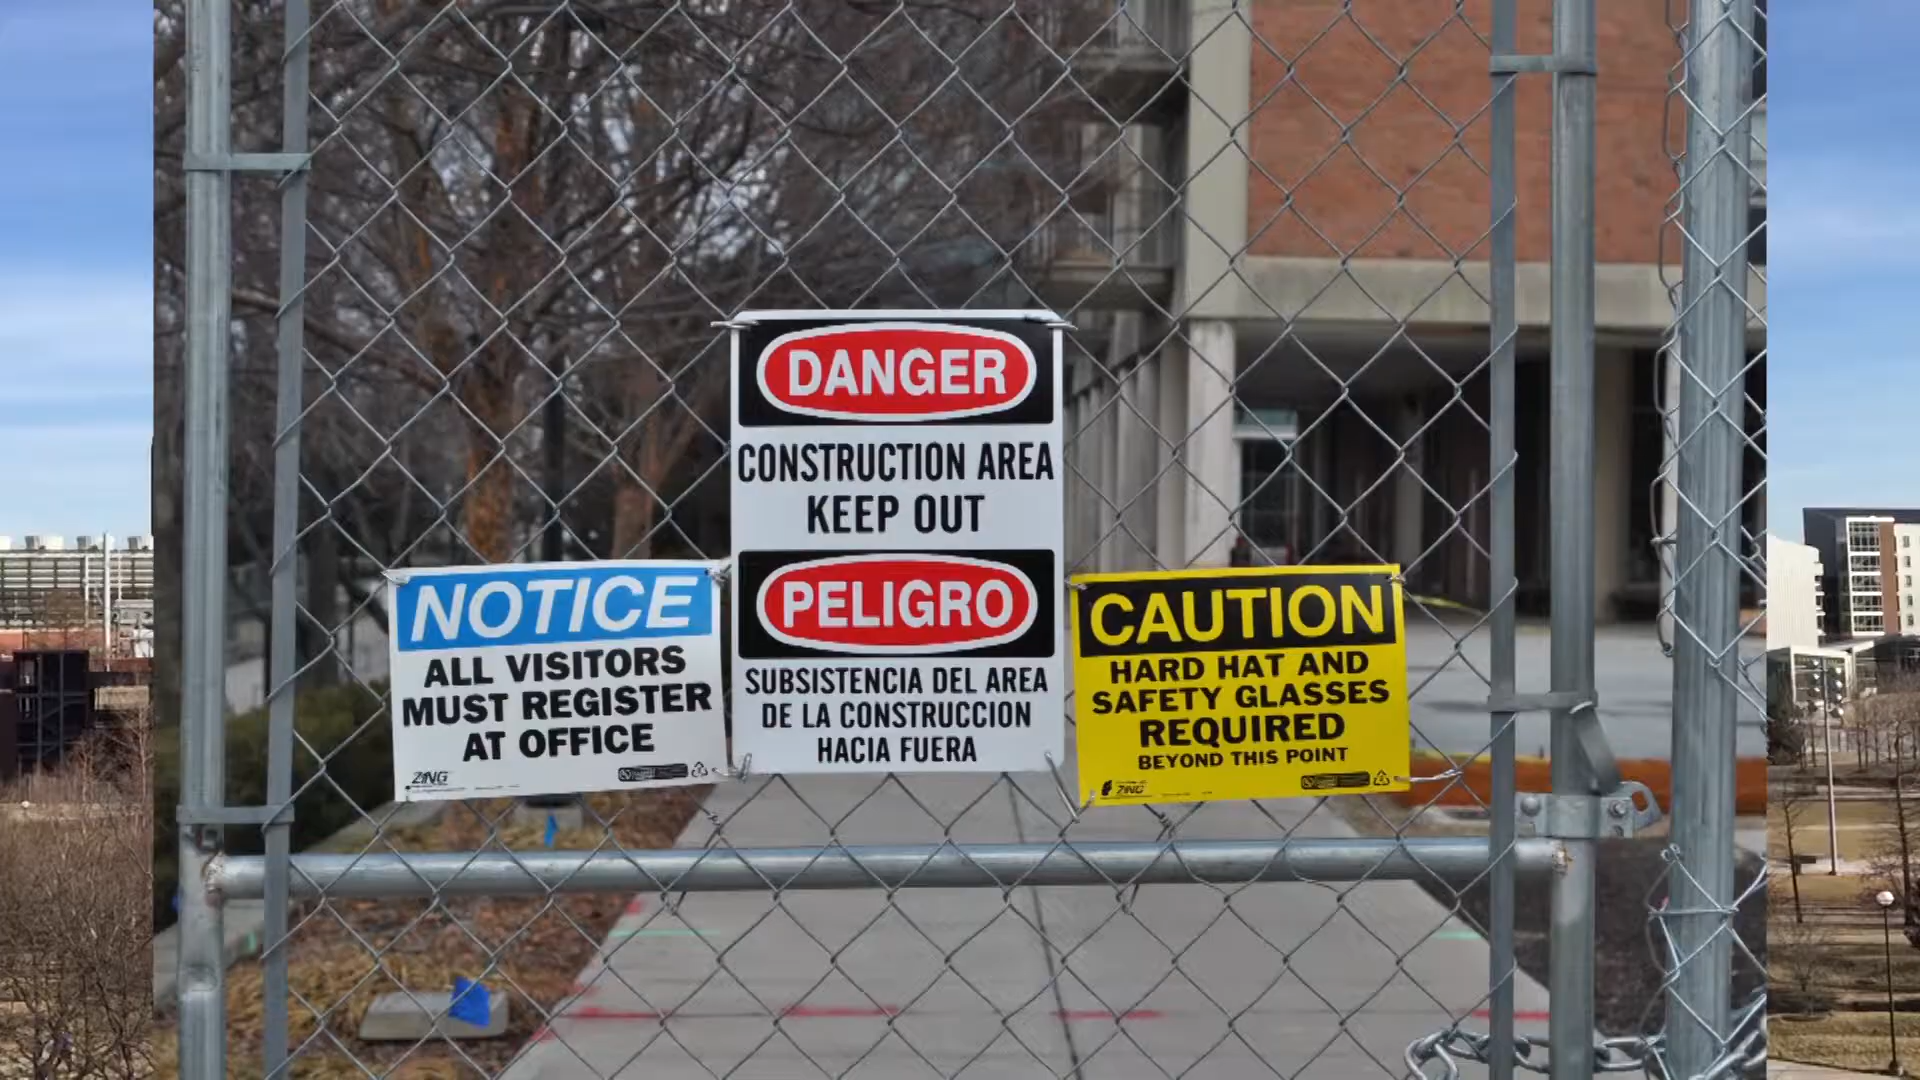 DANGER
CONSTRUCTION AREA
KEEP OUT
PELIGRO
SUBSISTENCIA DEL AREA
DE LA CONSTRUCCION
HACIA FUERA
NOTICE
ALL VISITORS
MUST REGISTER
AT OFFICE
ZING
CAUTION
HARD HAT AND
SAFETY GLASSES
REQUIRED
BEYOND THIS POINT
ZING